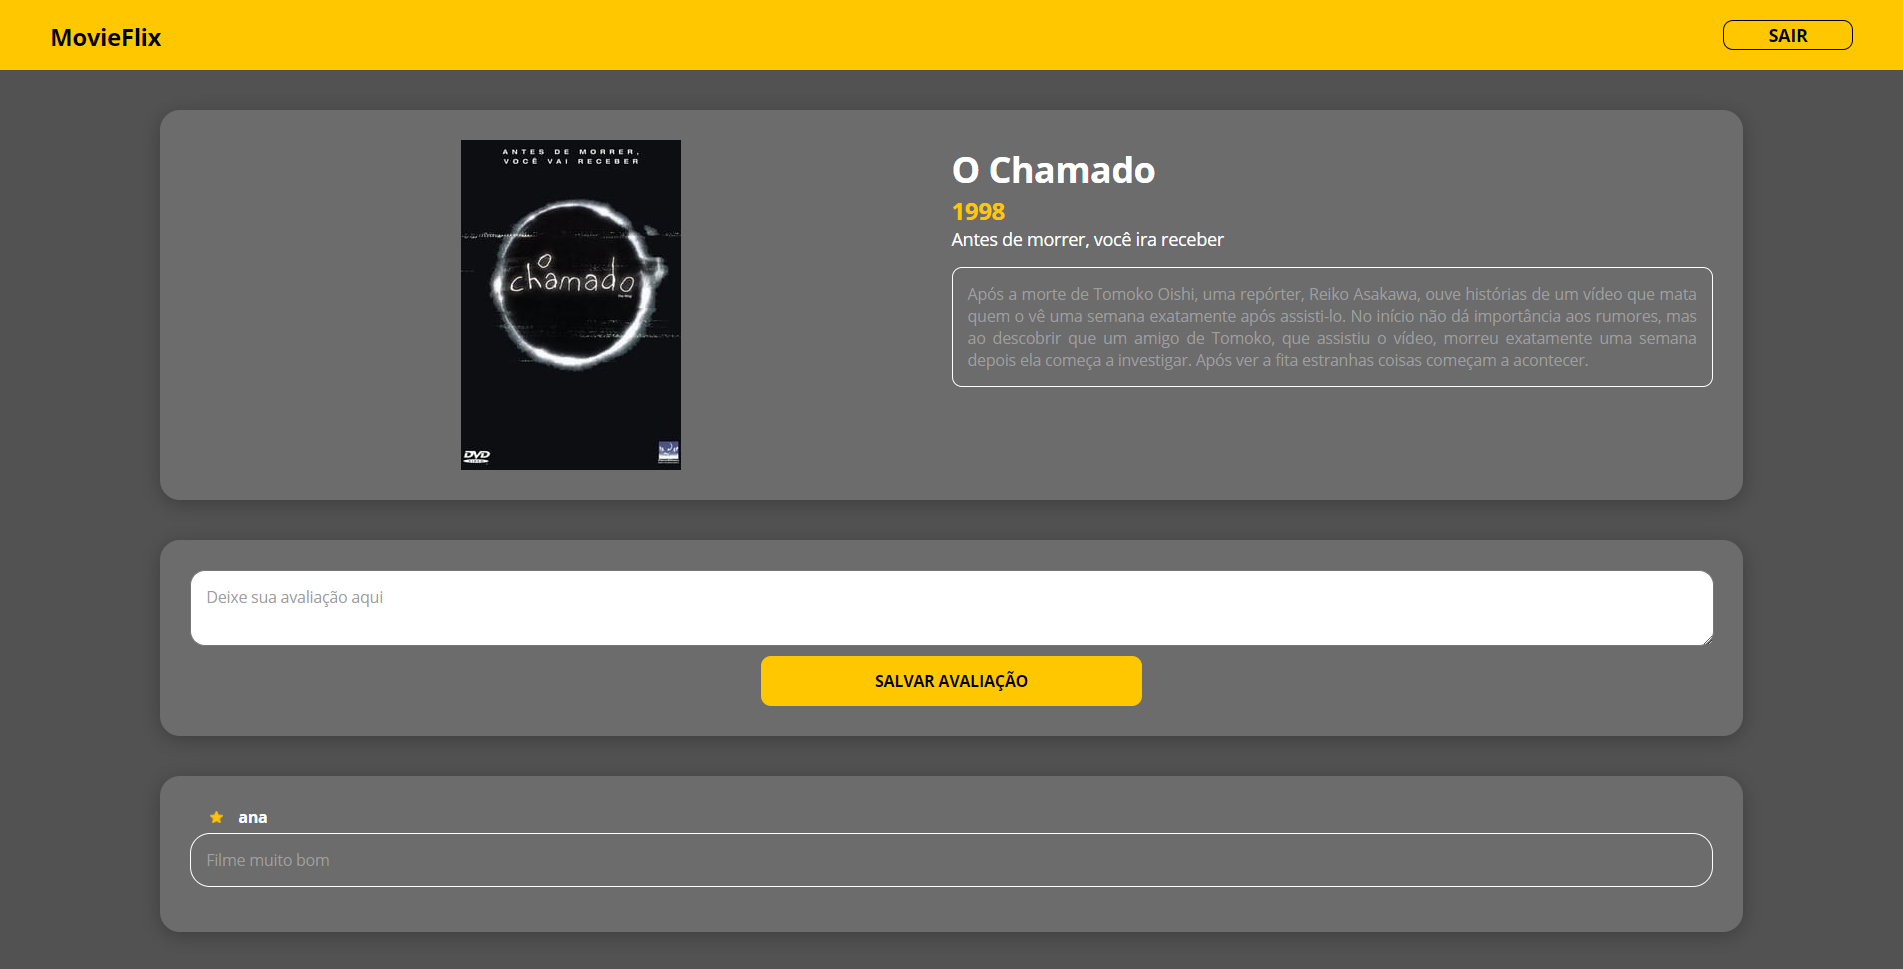 MovieFlix
SAIR
ANTES DE MORRER,
VOCÊ VAI RECEBER
o
chamado
DVD
VIDEO
O Chamado
1998
Antes de morrer, você ira receber
Após a morte de Tomoko Oishi, uma repórter, Reiko Asakawa, ouve histórias de um vídeo que mata
quem o vê uma semana exatamente após assisti-lo. No início não dá importância aos rumores, mas
ao descobrir que um amigo de Tomoko, que assistiu o vídeo, morreu exatamente uma semana
depois ela começa a investigar. Após ver a fita estranhas coisas começam a acontecer.
Deixe sua avaliação aqui
SALVAR AVALIAÇÃO
ana
Filme muito bom